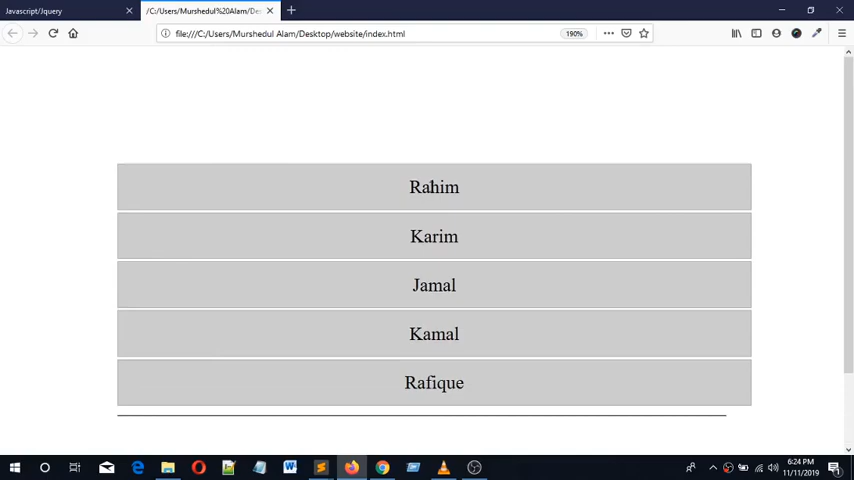 Javascript/Jquery
/C:/Users/Murshedul%20Alam/De
file:///C:/Users/Murshedul Alam/Desktop/website/index.html
190%
Rahim
Karim
Jamal
Kamal
Rafique
6:24 PM
11/11/2019